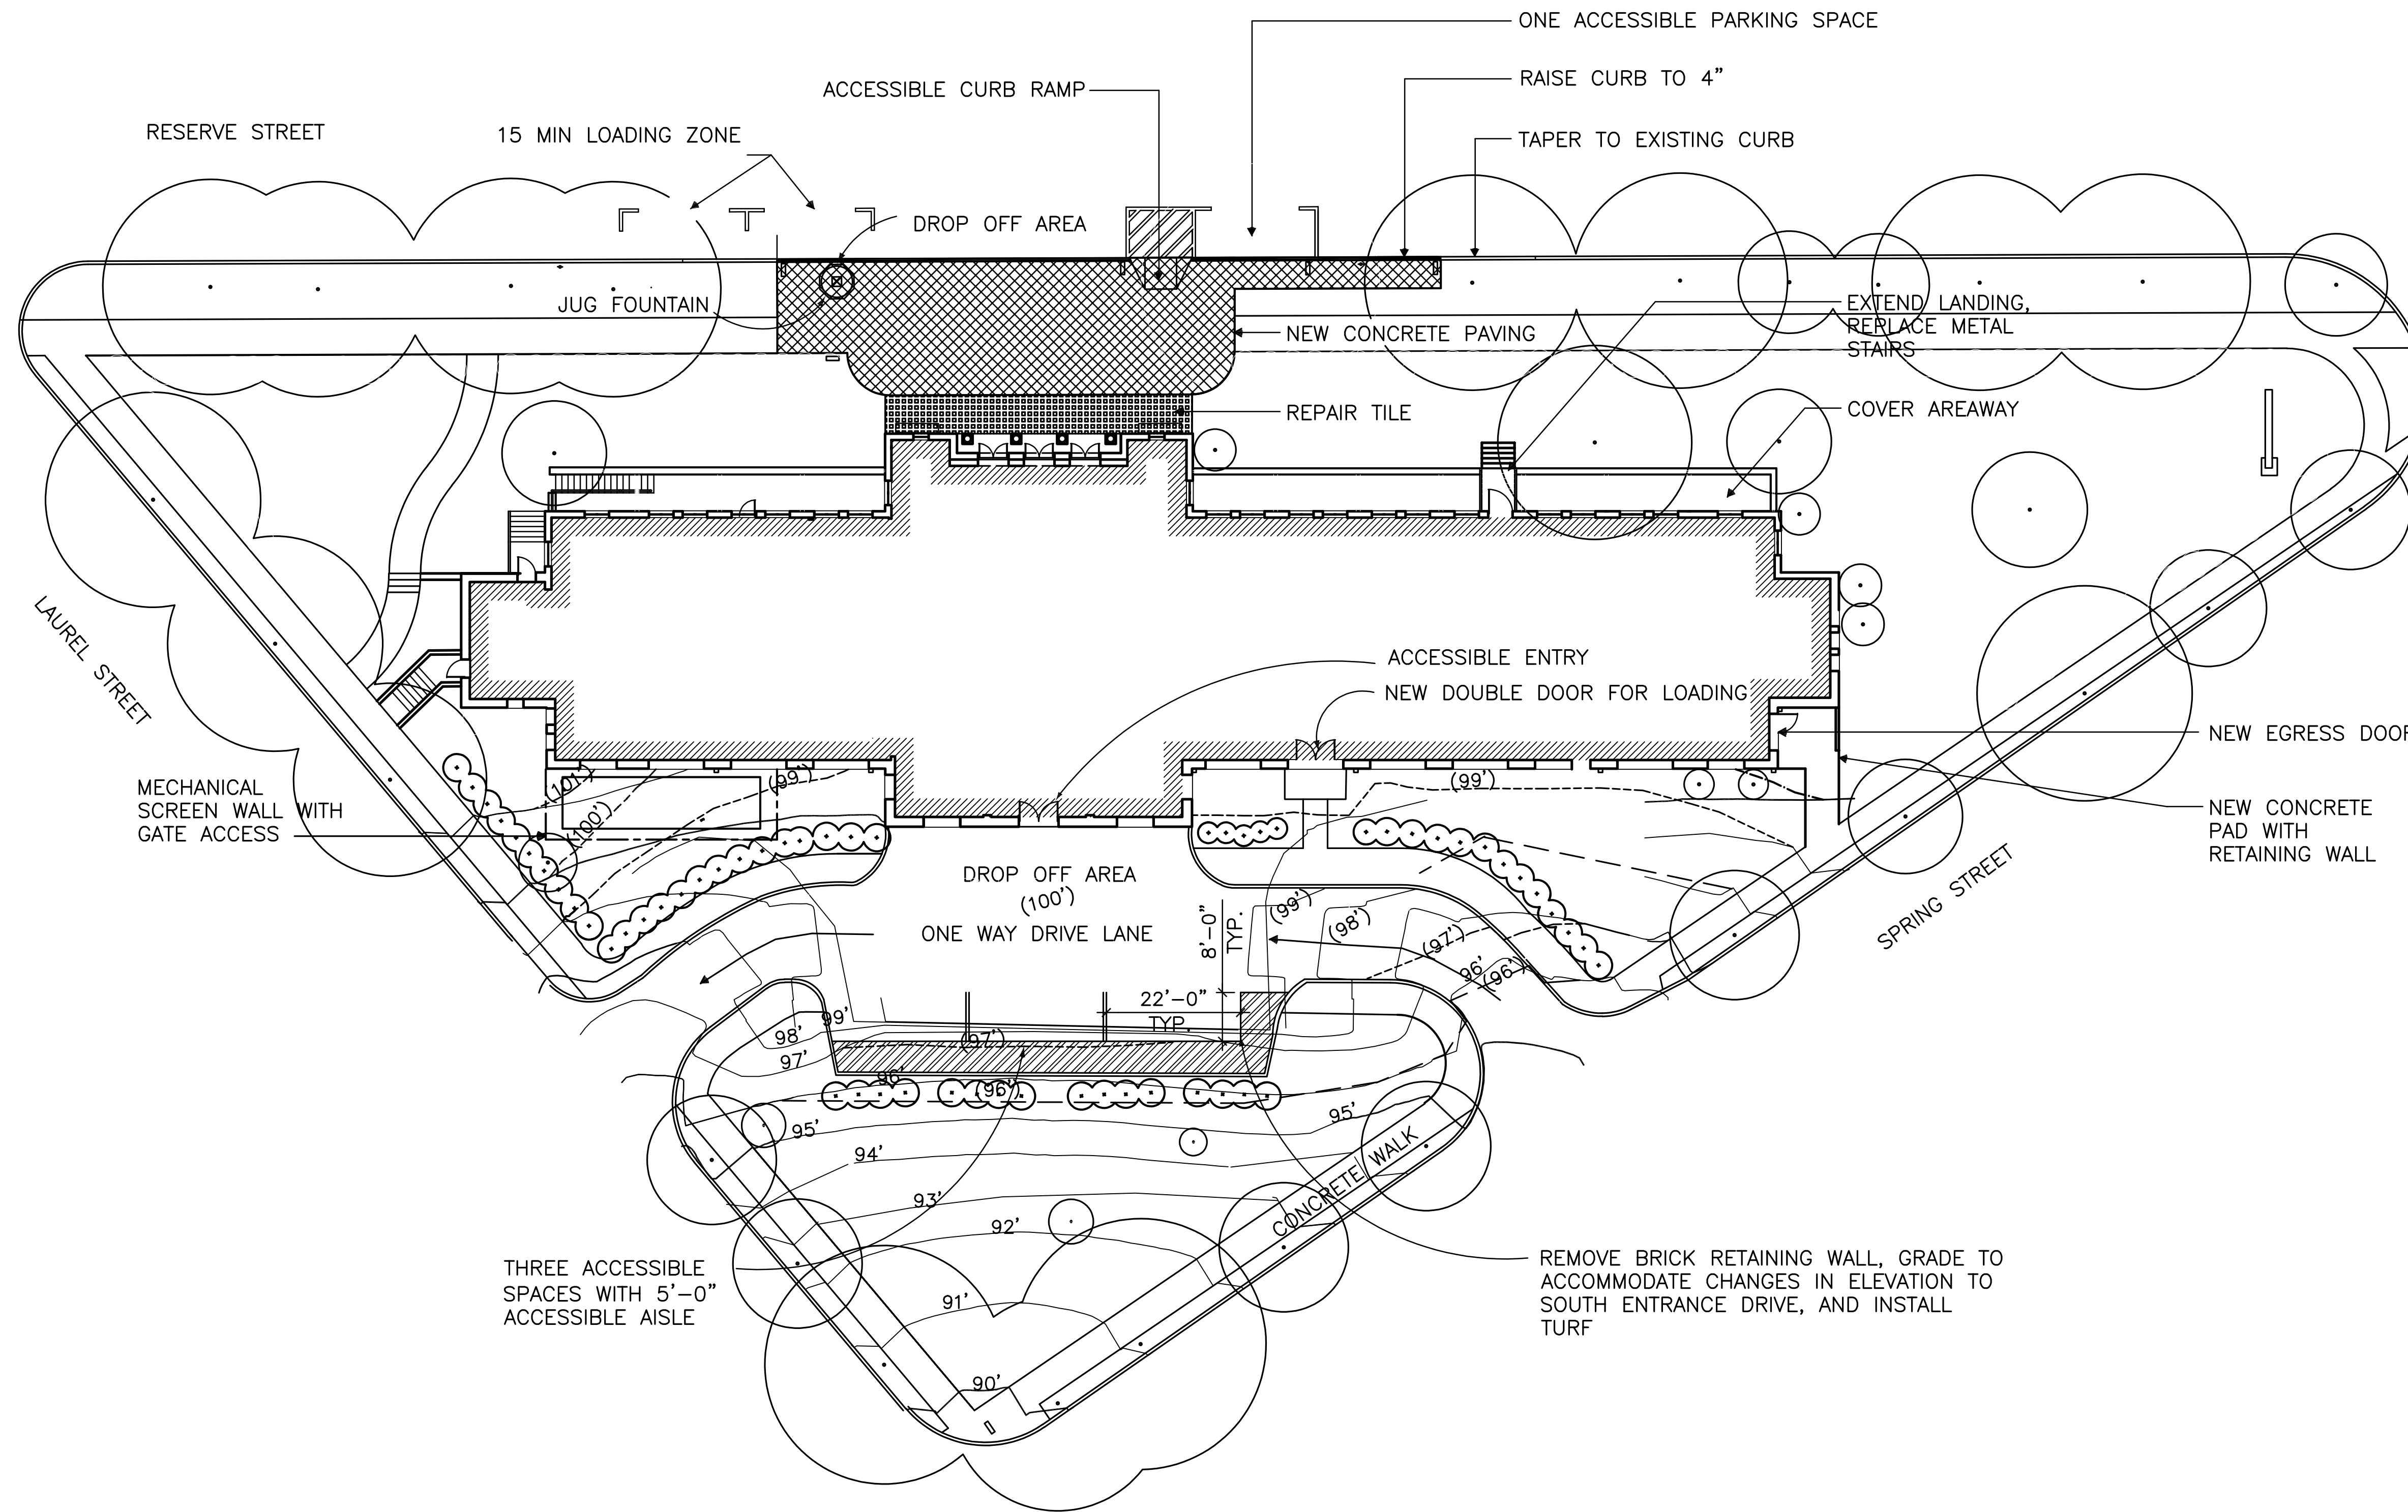 ONE ACCESSIBLE PARKING SPACE
RAISE CURB TO 4”
ACCESSIBLE CURB RAMP
RESERVE STREET
15 MIN LOADING ZONE
TAPER TO EXISTING CURB
DROP OFF AREA
JUG FOUNTAIN
EXTEND LANDING,
REPLACE METAL
STAIRS
NEW CONCRETE PAVING
REPAIR TILE
COVER AREAWAY
LAUREL STREET
ACCESSIBLE ENTRY
NEW DOUBLE DOOR FOR LOADING
NEW EGRESS DOOR
MECHANICAL
SCREEN WALL WITH
GATE ACCESS
(101')
(100')
(99')
(99')
NEW CONCRETE
PAD WITH
RETAINING WALL
SPRING STREET
DROP OFF AREA
(100')
ONE WAY DRIVE LANE
8'-0”
TYP.
(99')
(98')
(97')
96'
(96')
22'-0”
TYP.
99'
98'
97'
(97')
96'
(96')
95'
95'
94'
93'
92'
91'
90'
CONCRETE WALK
THREE ACCESSIBLE
SPACES WITH 5'-0”
ACCESSIBLE AISLE
REMOVE BRICK RETAINING WALL, GRADE TO
ACCOMMODATE CHANGES IN ELEVATION TO
SOUTH ENTRANCE DRIVE, AND INSTALL
TURF